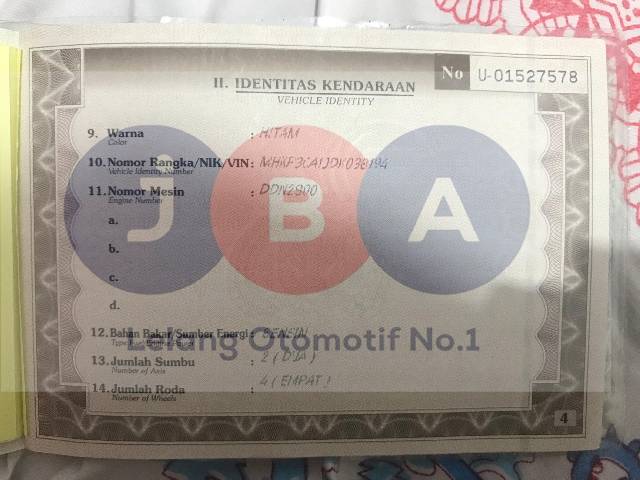 No U-01527578
II. IDENTITAS KENDARAAN
VEHICLE IDENTITY
9. Warna : HITAM
Color
10. Nomor Rangka/NIK/VIN :
Vehicle Identity Number
11. Nomor Mesin : DDN2800
Engine Number
a.
b.
c.
d.
J B A
Lelang Otomotif No.1
12. Bahan Bakar/Sumber Energi : BENSIN
13. Jumlah Sumbu : 2 (DUA)
Number of Axis
14. Jumlah Roda : 4 (EMPAT)
Number of Wheels
4